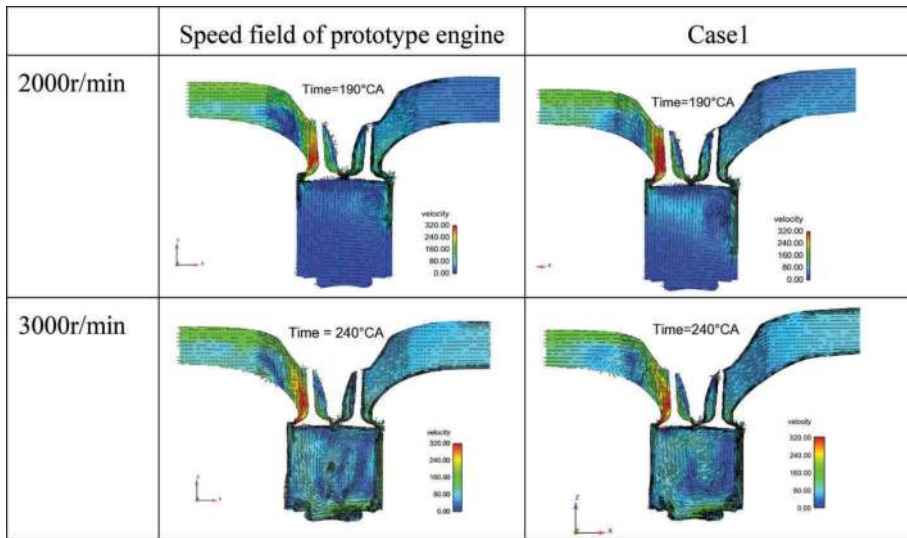 Speed field of prototype engine
Case1
2000r/min
Time=190°CA
velocity
320.00
240.00
160.00
80.00
0.00
Time=190°CA
velocity
320.00
240.00
160.00
80.00
0.00
3000r/min
Time = 240°CA
velocity
320.00
240.00
160.00
80.00
0.00
Time=240°CA
velocity
320.00
240.00
160.00
80.00
0.00
Z
X